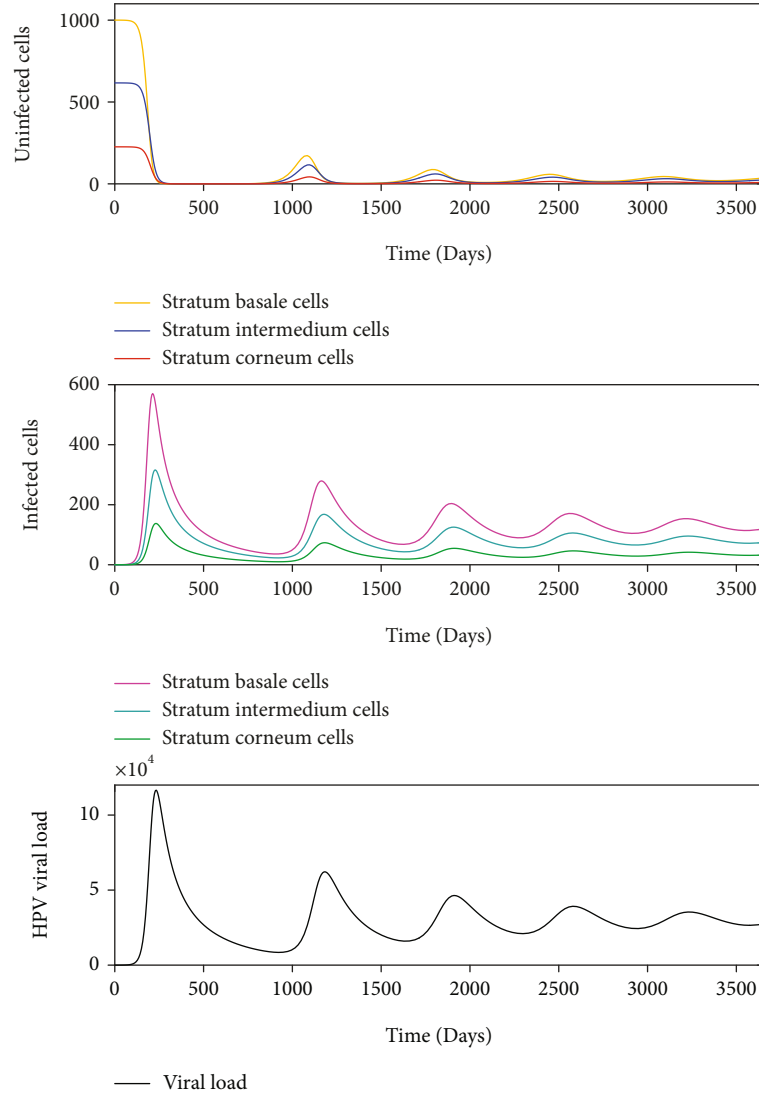 Uninfected cells
1000
500
0
0 500 1000 1500 2000 2500 3000 3500
Time (Days)
Stratum basale cells
Stratum intermedium cells
Stratum corneum cells
Infected cells
600
400
200
0
0 500 1000 1500 2000 2500 3000 3500
Time (Days)
Stratum basale cells
Stratum intermedium cells
Stratum corneum cells
×10⁴
HPV viral load
10
5
0
0 500 1000 1500 2000 2500 3000 3500
Time (Days)
Viral load